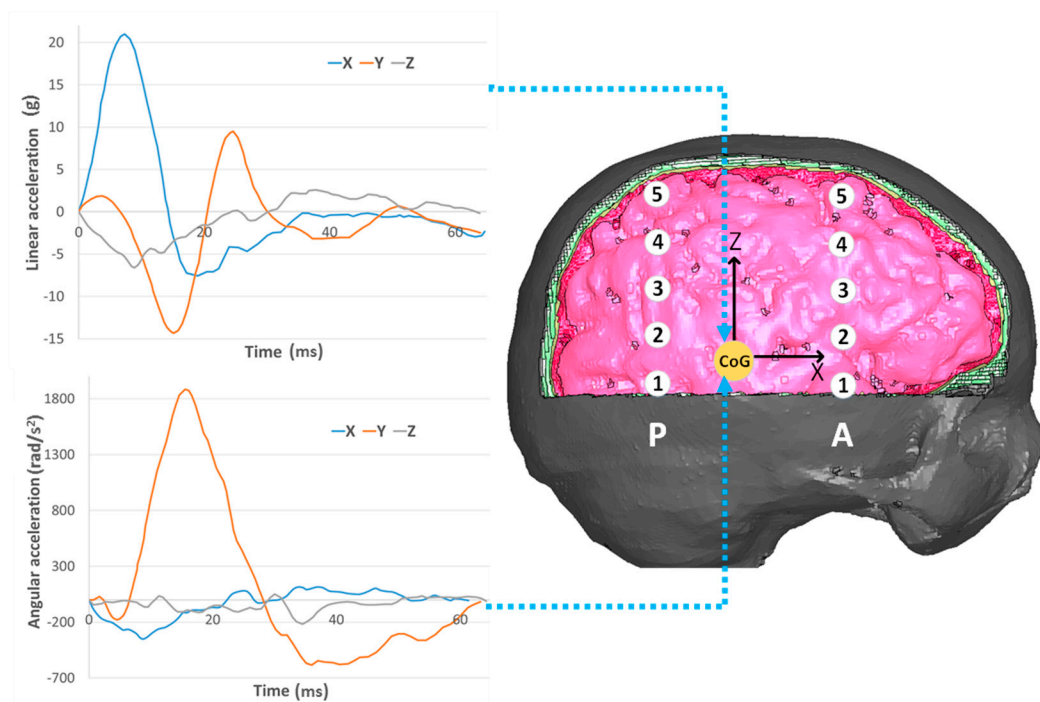 Linear acceleration (g)
20
15
10
5
0
-5
-10
-15
X Y Z
0 20 40 60
Time (ms)
Angular acceleration (rad/s²)
1800
1300
800
300
-200
-700
X Y Z
0 20 40 60
Time (ms)
5 5
4 Z 4
3 3
2 2
CoG X
1 1
P A